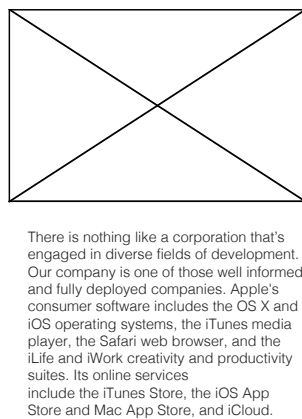 There is nothing like a corporation that's
engaged in diverse fields of development.
Our company is one of those well informed
and fully deployed companies. Apple's
consumer software includes the OS X and
iOS operating systems, the iTunes media
player, the Safari web browser, and the
iLife and iWork creativity and productivity
suites. Its online services
include the iTunes Store, the iOS App
Store and Mac App Store, and iCloud.